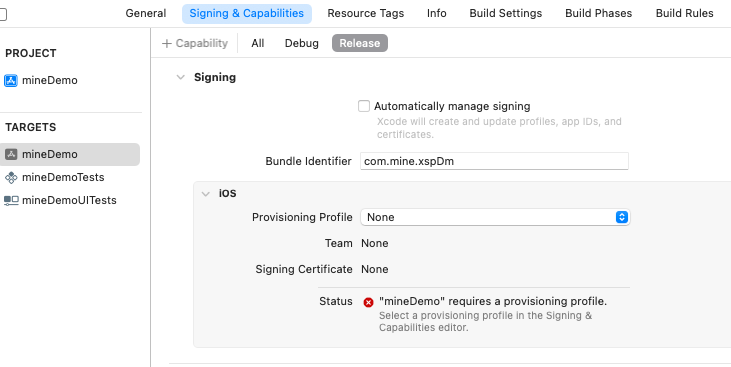 General Signing & Capabilities Resource Tags Info Build Settings Build Phases Build Rules
+ Capability All Debug Release
PROJECT
mineDemo
TARGETS
mineDemo
mineDemoTests
mineDemoUITests
Signing
Automatically manage signing
Xcode will create and update profiles, app IDs, and
certificates.
Bundle Identifier com.mine.xspDm
iOS
Provisioning Profile None
Team None
Signing Certificate None
Status "mineDemo" requires a provisioning profile.
Select a provisioning profile in the Signing &
Capabilities editor.